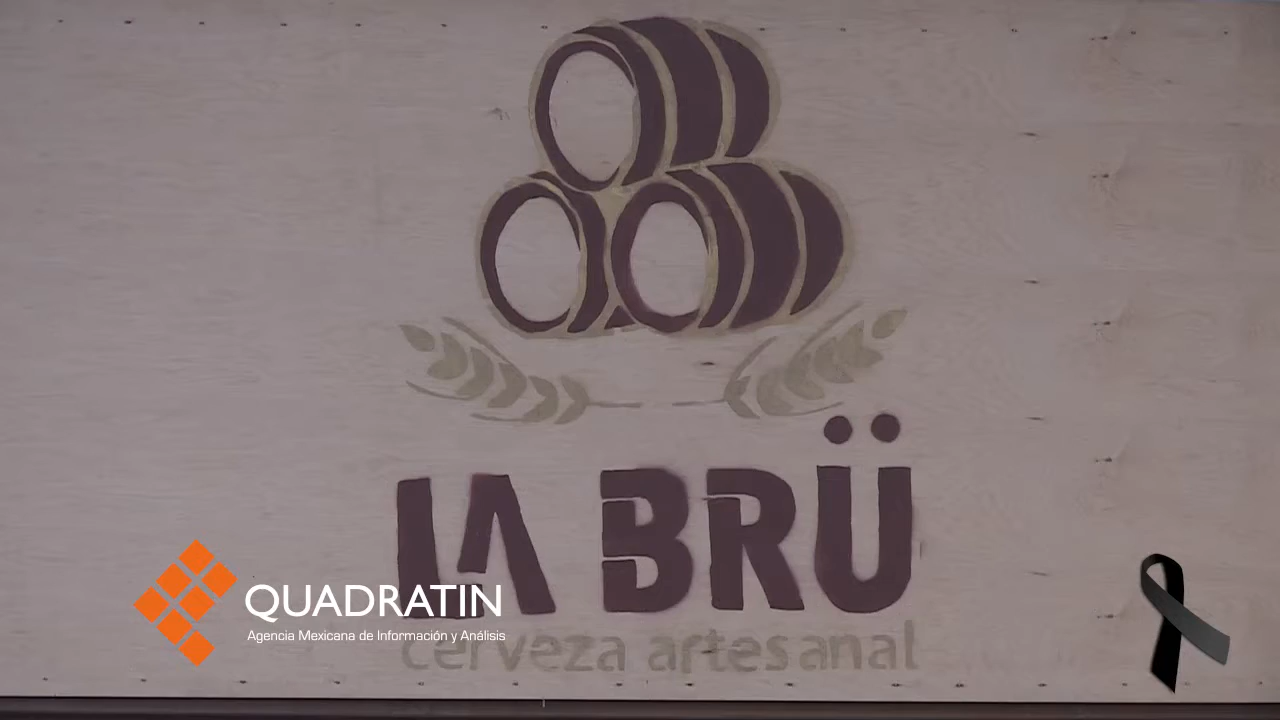 LA BRÜ
cerveza artesanal
QUADRATIN
Agencia Mexicana de Información y Análisis